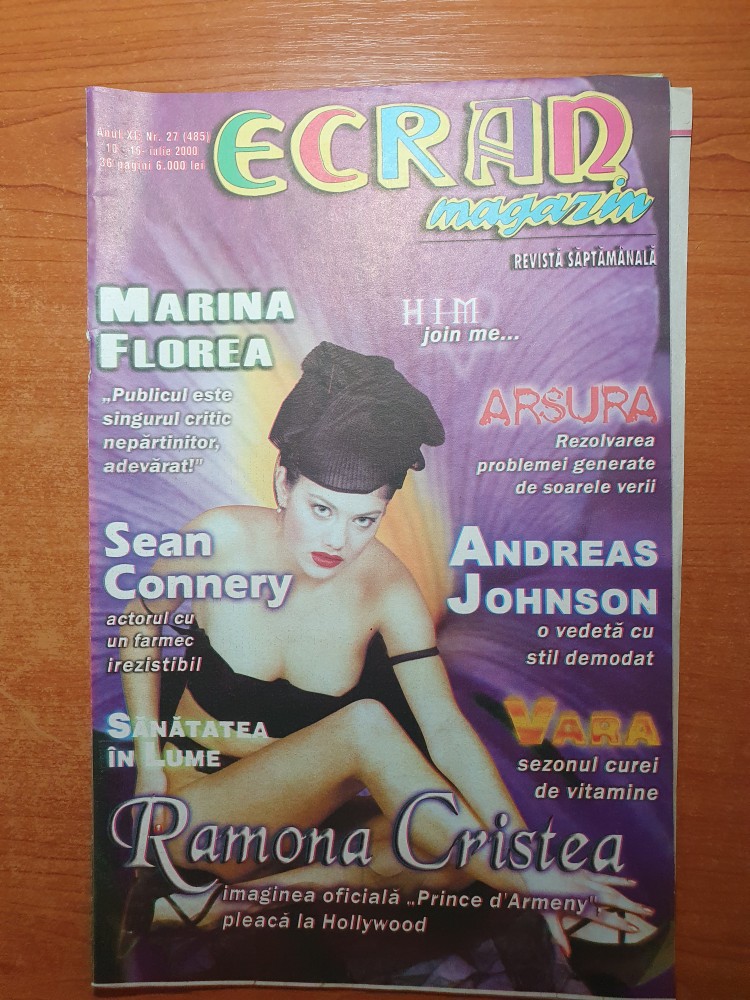 Anul XI, Nr. 27 (485)
10 - 16 iulie 2000
36 pagini 6.000 lei
ECRAN
magazin
REVISTĂ SĂPTĂMÂNALĂ
MARINA
FLOREA
„Publicul este
singurul critic
nepărtinitor,
adevărat!"
HIM
join me...
ARSURA
Rezolvarea
problemei generate
de soarele verii
Sean
Connery
actorul cu
un farmec
irezistibil
ANDREAS
JOHNSON
o vedetă cu
stil demodat
SĂNĂTATEA
ÎN LUME
VARA
sezonul curei
de vitamine
Ramona Cristea
imaginea oficială „Prince d'Armeny",
pleacă la Hollywood